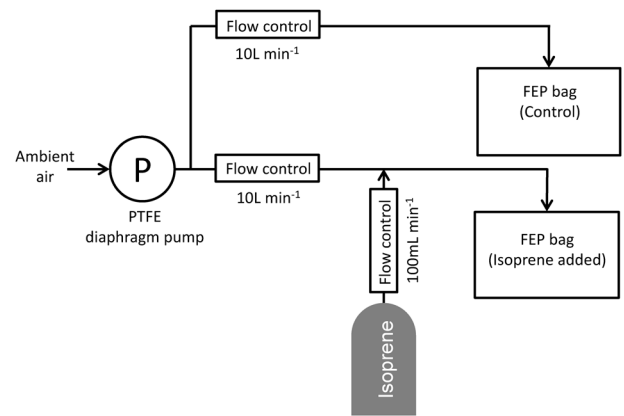 Flow control
10L min⁻¹
FEP bag
(Control)
Ambient
air
P
Flow control
10L min⁻¹
PTFE
diaphragm pump
Flow control
100mL min⁻¹
FEP bag
(Isoprene added)
Isoprene